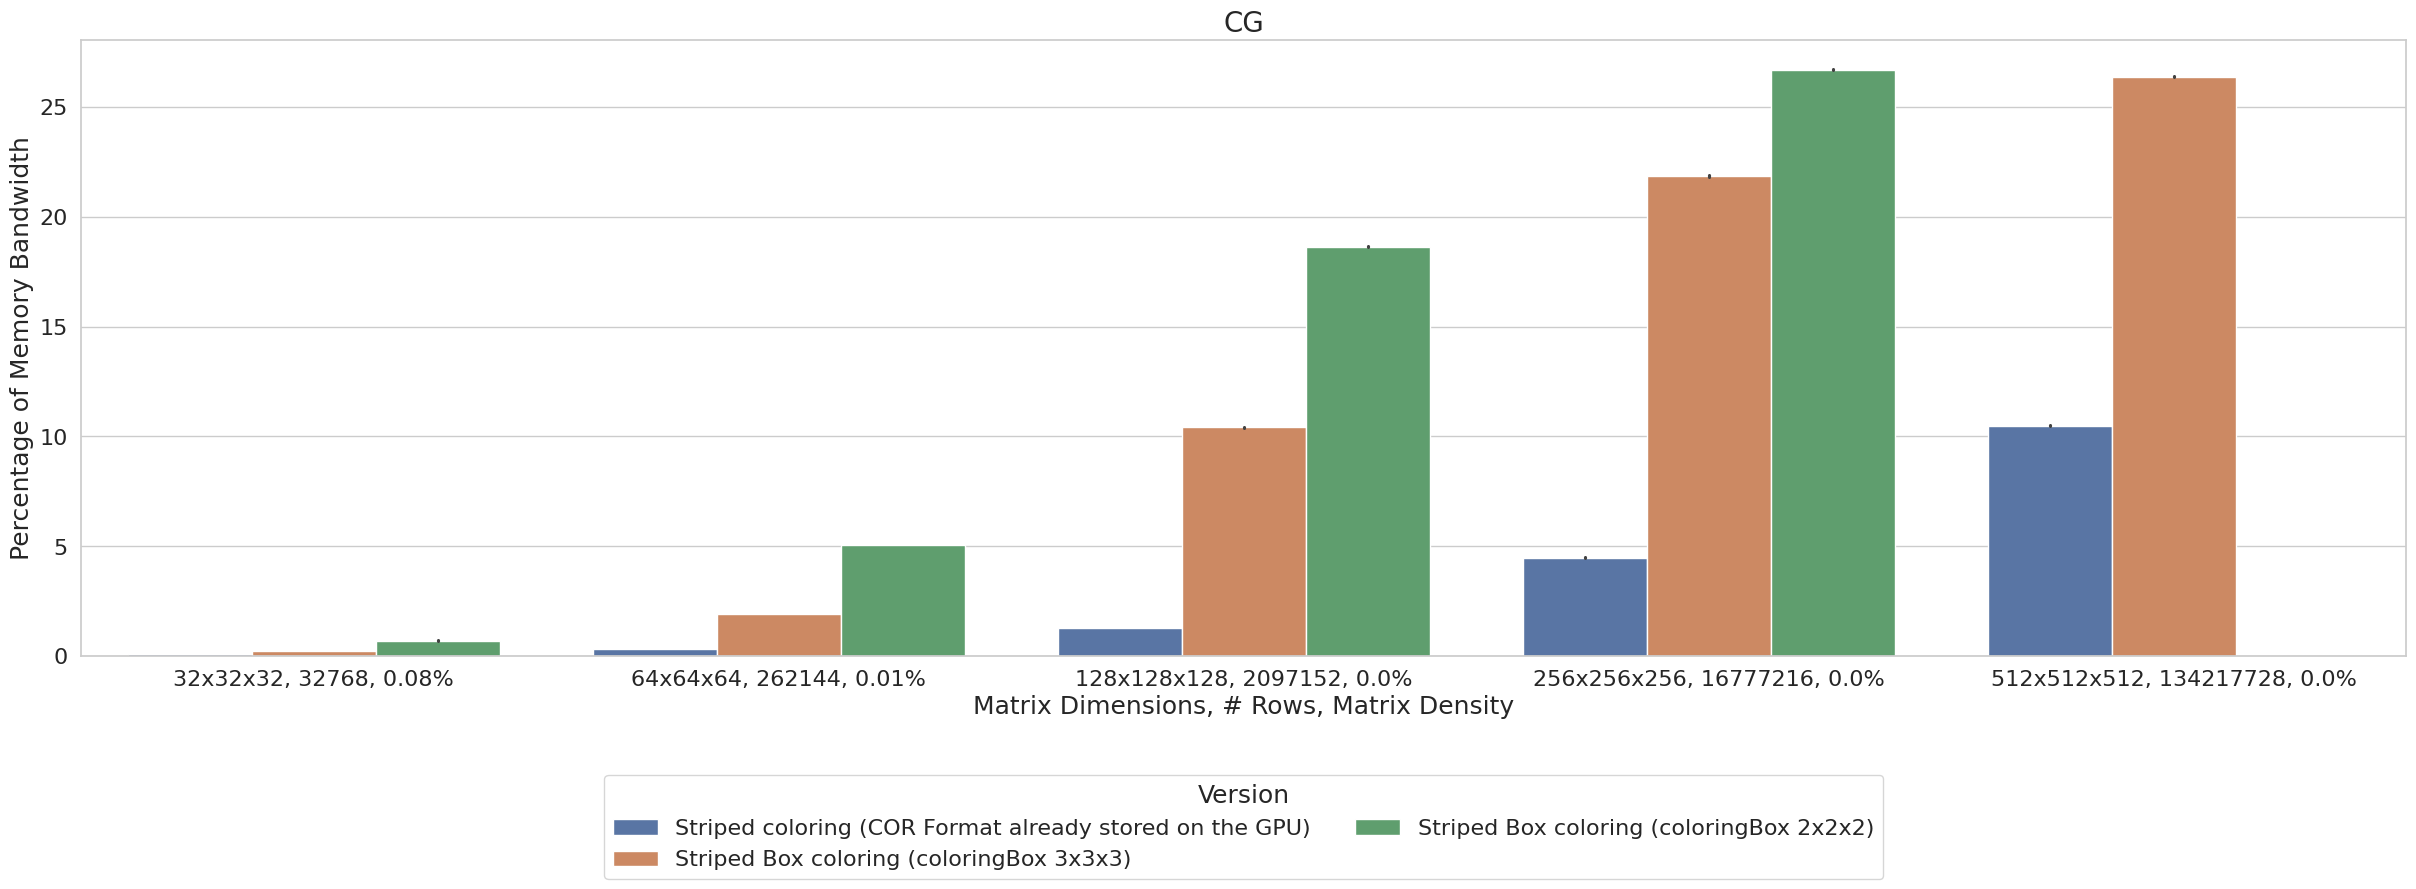 CG
Percentage of Memory Bandwidth
25
20
15
10
5
0
32x32x32, 32768, 0.08%
64x64x64, 262144, 0.01%
128x128x128, 2097152, 0.0%
256x256x256, 16777216, 0.0%
512x512x512, 134217728, 0.0%
Matrix Dimensions, # Rows, Matrix Density
Version
Striped coloring (COR Format already stored on the GPU)
Striped Box coloring (coloringBox 3x3x3)
Striped Box coloring (coloringBox 2x2x2)